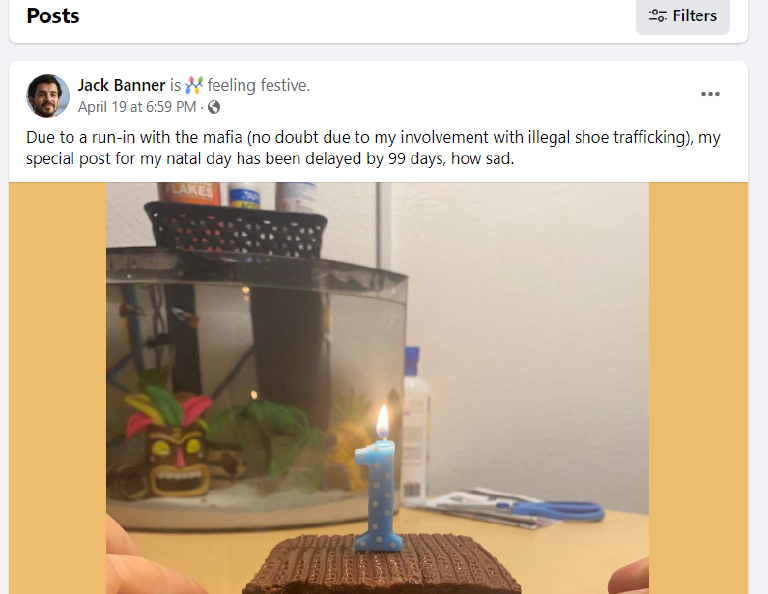 Posts
Filters
Jack Banner is feeling festive.
April 19 at 6:59 PM ·
Due to a run-in with the mafia (no doubt due to my involvement with illegal shoe trafficking), my
special post for my natal day has been delayed by 99 days, how sad.
FLAKES